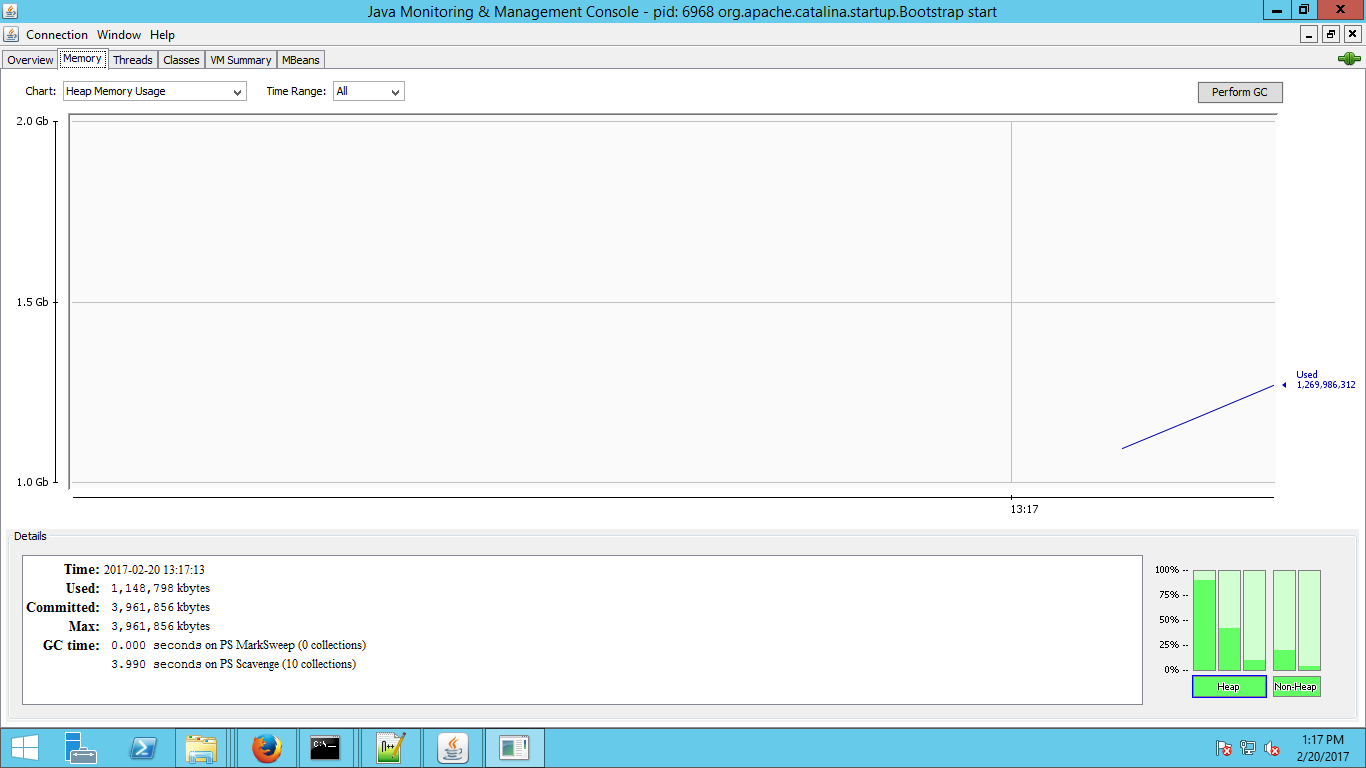 Java Monitoring & Management Console - pid: 6968 org.apache.catalina.startup.Bootstrap start
Connection Window Help
Overview Memory Threads Classes VM Summary MBeans
Chart: Heap Memory Usage Time Range: All Perform GC
2.0 Gb
1.5 Gb
Used
1,269,986,312
1.0 Gb
13:17
Details
Time: 2017-02-20 13:17:13
Used: 1,148,798 kbytes
Committed: 3,961,856 kbytes
Max: 3,961,856 kbytes
GC time: 0.000 seconds on PS MarkSweep (0 collections)
3.990 seconds on PS Scavenge (10 collections)
100% --
75% --
50% --
25% --
0% --
Heap Non-Heap
C:\_
1:17 PM
2/20/2017